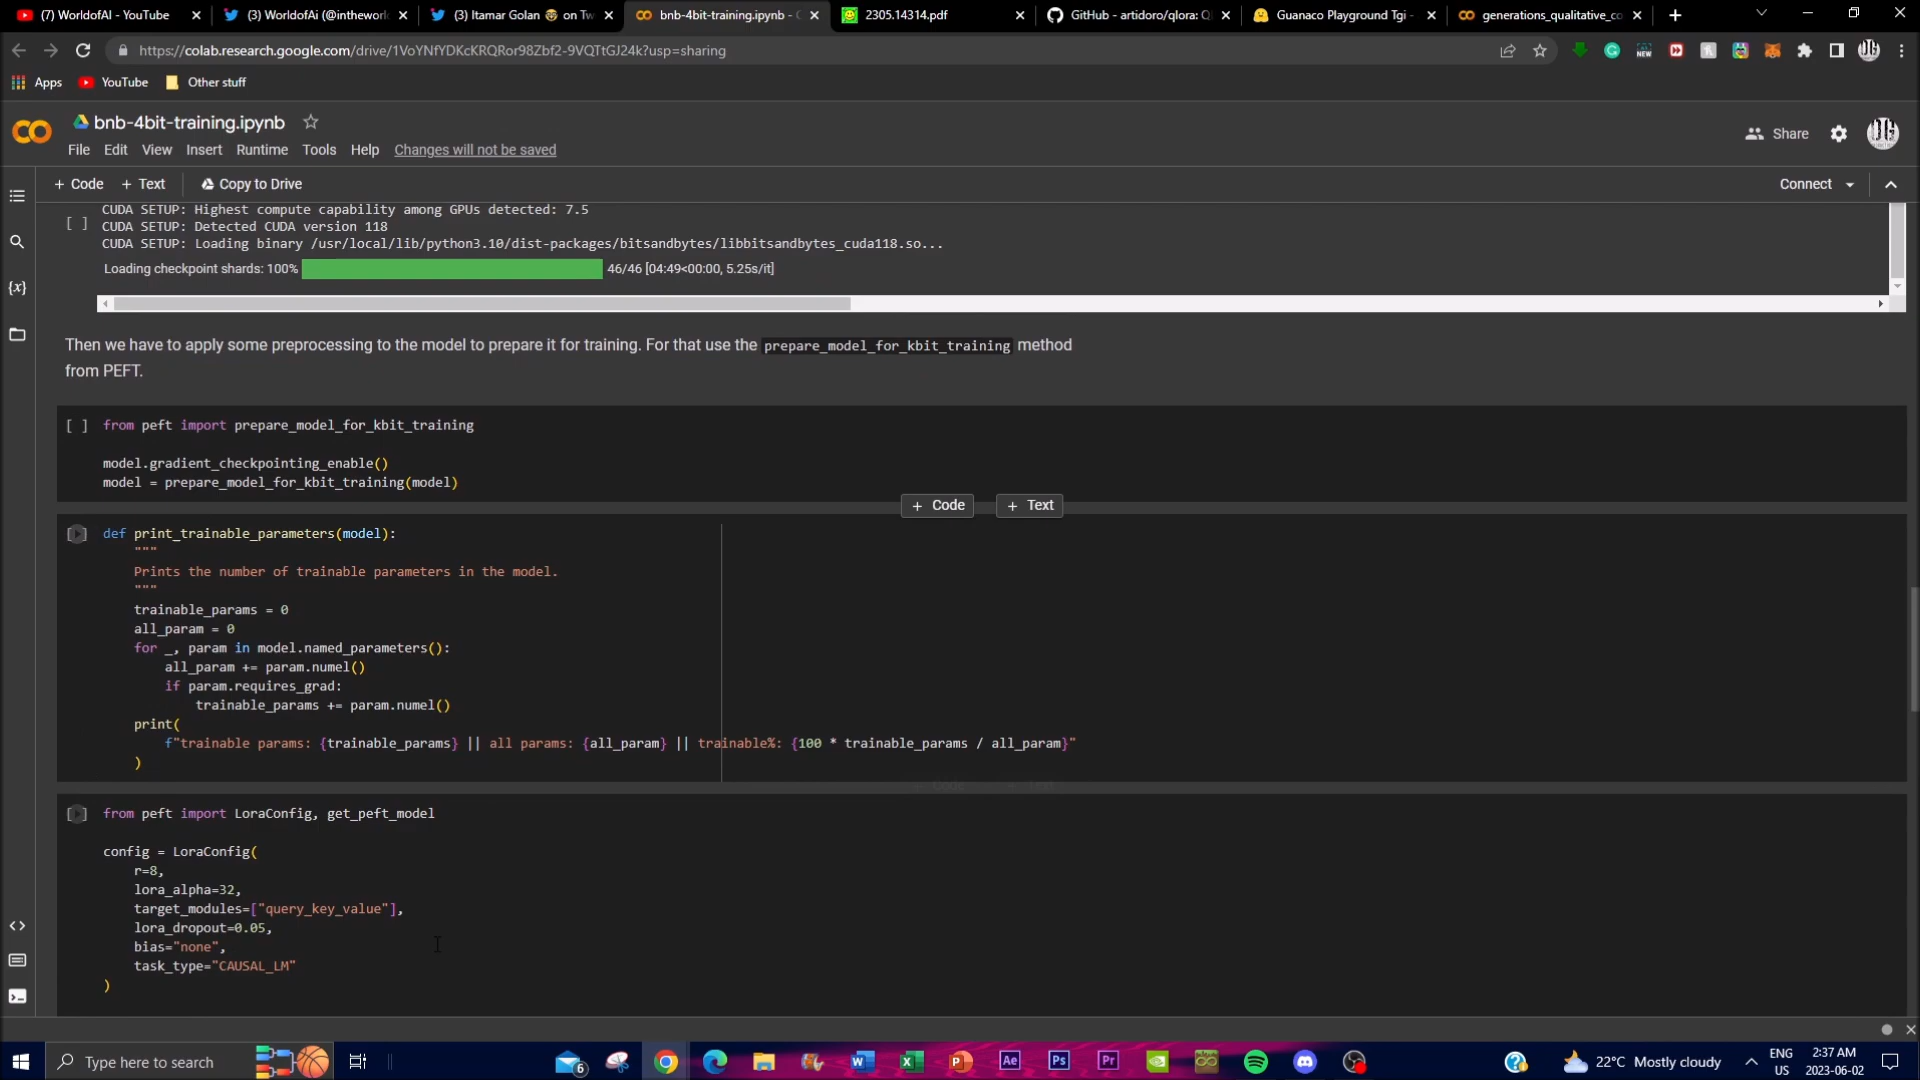 (7) WorldofAI - YouTube
(3) WorldofAi (@intheworl
(3) Itamar Golan 🤓 on Tw
bnb-4bit-training.ipynb - C
2305.14314.pdf
GitHub - artidoro/qlora: Q
Guanaco Playground Tgi -
generations_qualitative_co
https://colab.research.google.com/drive/1VoYNfYDKcKRQRor98Zbf2-9VQTtGJ24k?usp=sharing
Apps
YouTube
Other stuff
bnb-4bit-training.ipynb
Share
File Edit View Insert Runtime Tools Help Changes will not be saved
+ Code + Text Copy to Drive
Connect
CUDA SETUP: Highest compute capability among GPUs detected: 7.5
[ ] CUDA SETUP: Detected CUDA version 118
CUDA SETUP: Loading binary /usr/local/lib/python3.10/dist-packages/bitsandbytes/libbitsandbytes_cuda118.so...
{x}
Loading checkpoint shards: 100% 46/46 [04:49<00:00, 5.25s/it]
Then we have to apply some preprocessing to the model to prepare it for training. For that use the prepare_model_for_kbit_training method
from PEFT.
[ ] from peft import prepare_model_for_kbit_training
model.gradient_checkpointing_enable()
model = prepare_model_for_kbit_training(model)
+ Code + Text
def print_trainable_parameters(model):
"""
Prints the number of trainable parameters in the model.
"""
trainable_params = 0
all_param = 0
for _, param in model.named_parameters():
all_param += param.numel()
if param.requires_grad:
trainable_params += param.numel()
print(
f"trainable params: {trainable_params} || all params: {all_param} || trainable%: {100 * trainable_params / all_param}"
)
+ Code + Text
from peft import LoraConfig, get_peft_model
config = LoraConfig(
r=8,
lora_alpha=32,
target_modules=["query_key_value"],
lora_dropout=0.05,
bias="none",
task_type="CAUSAL_LM"
)
Type here to search
6
22°C Mostly cloudy
ENG
US
2:37 AM
2023-06-02